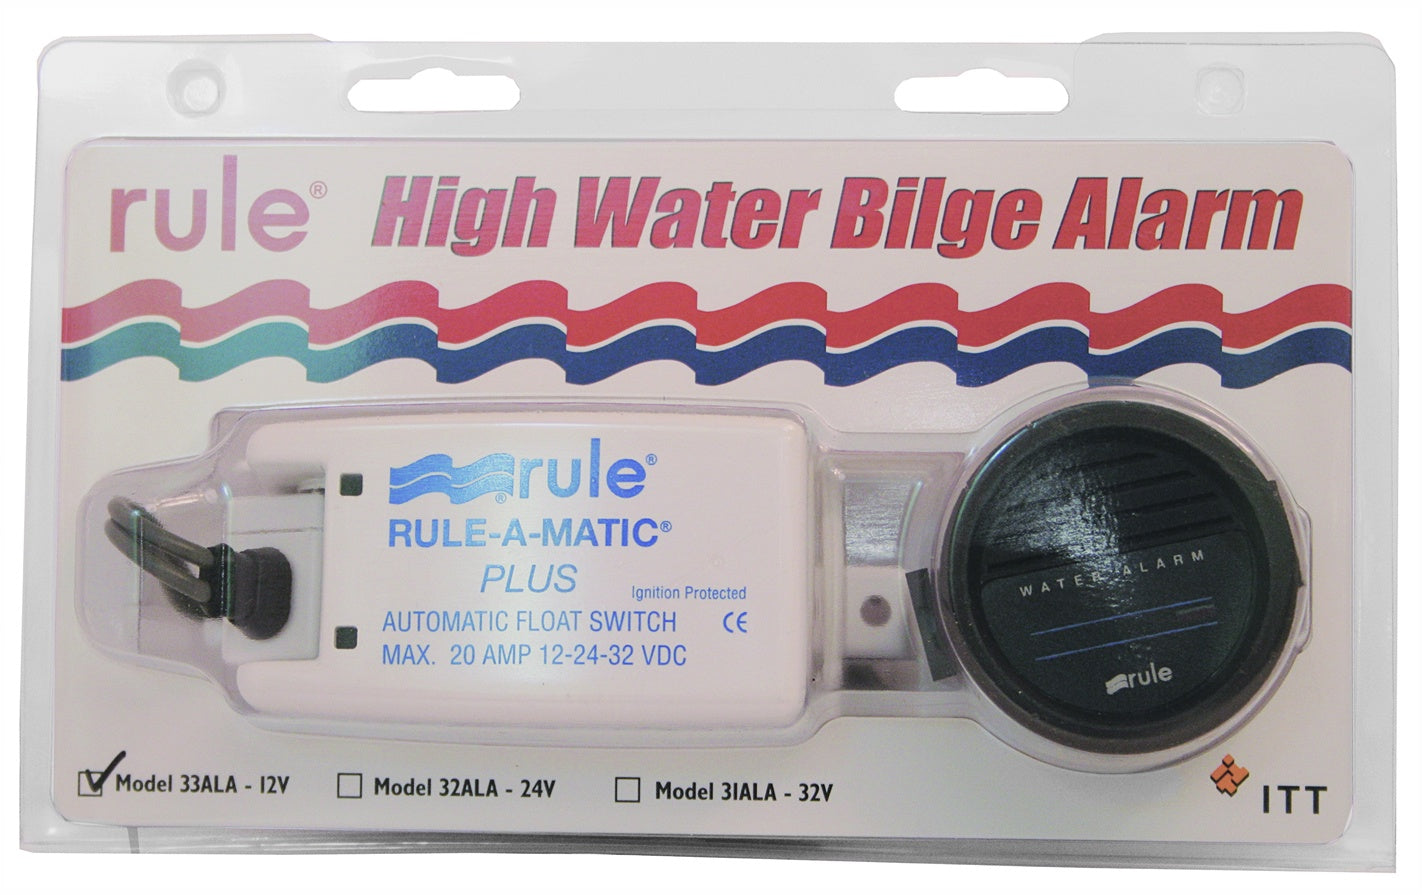 rule® High Water Bilge Alarm
rule®
®
RULE-A-MATIC®
PLUS
Ignition Protected
AUTOMATIC FLOAT SWITCH CE
MAX. 20 AMP 12-24-32 VDC
WATER ALARM
rule
Model 33ALA - 12V Model 32ALA - 24V Model 31ALA - 32V
ITT